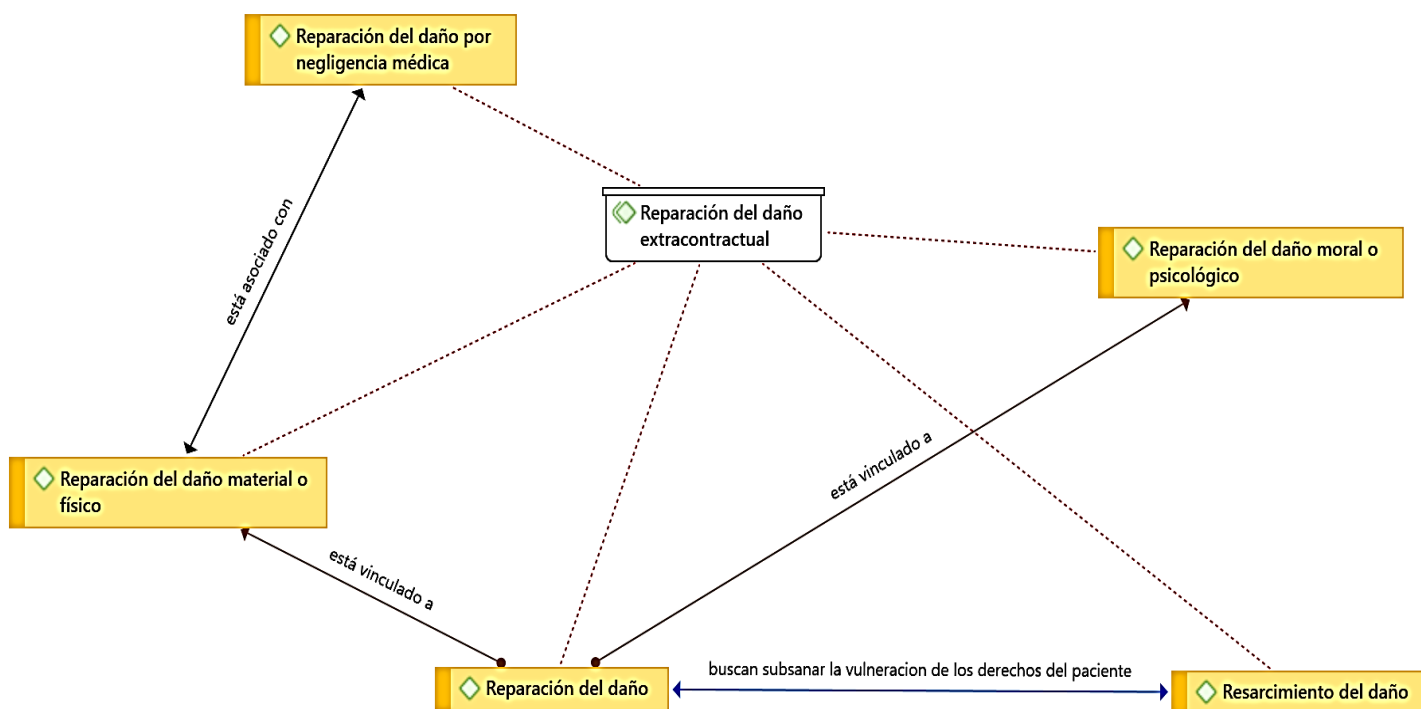 Reparación del daño por
negligencia médica
Reparación del daño
extracontractual
Reparación del daño moral o
psicológico
está asociado con
está vinculado a
Reparación del daño material o
físico
está vinculado a
Reparación del daño
buscan subsanar la vulneracion de los derechos del paciente
Resarcimiento del daño